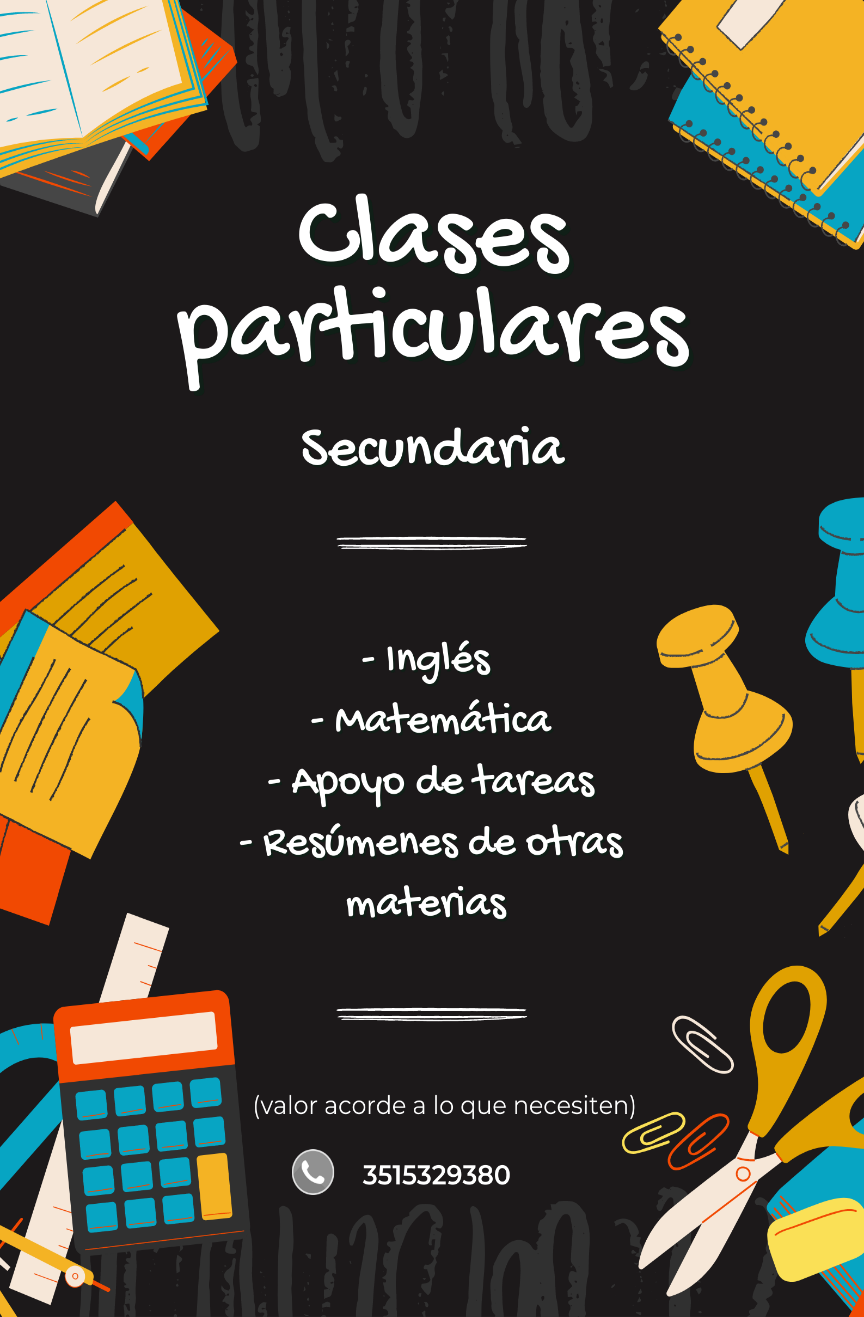 Clases
particulares
Secundaria
- Inglés
- Matemática
- Apoyo de tareas
- Resúmenes de otras
materias
(valor acorde a lo que necesiten)
3515329380